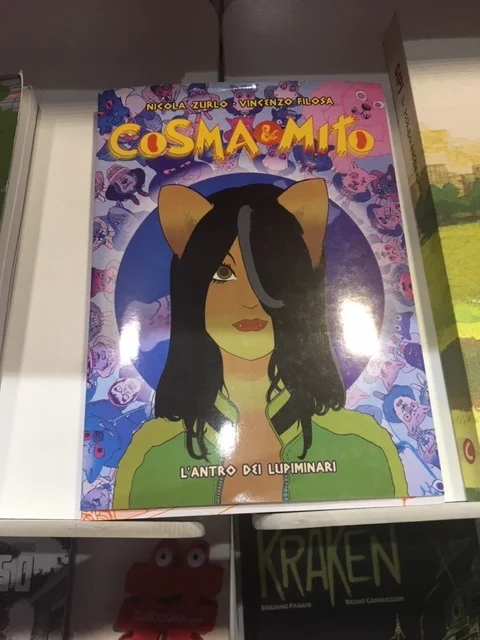 NICOLA ZURLO • VINCENZO FILOSA
COSMA & MITO
L'ANTRO DEI LUPIMINARI
KRAKEN